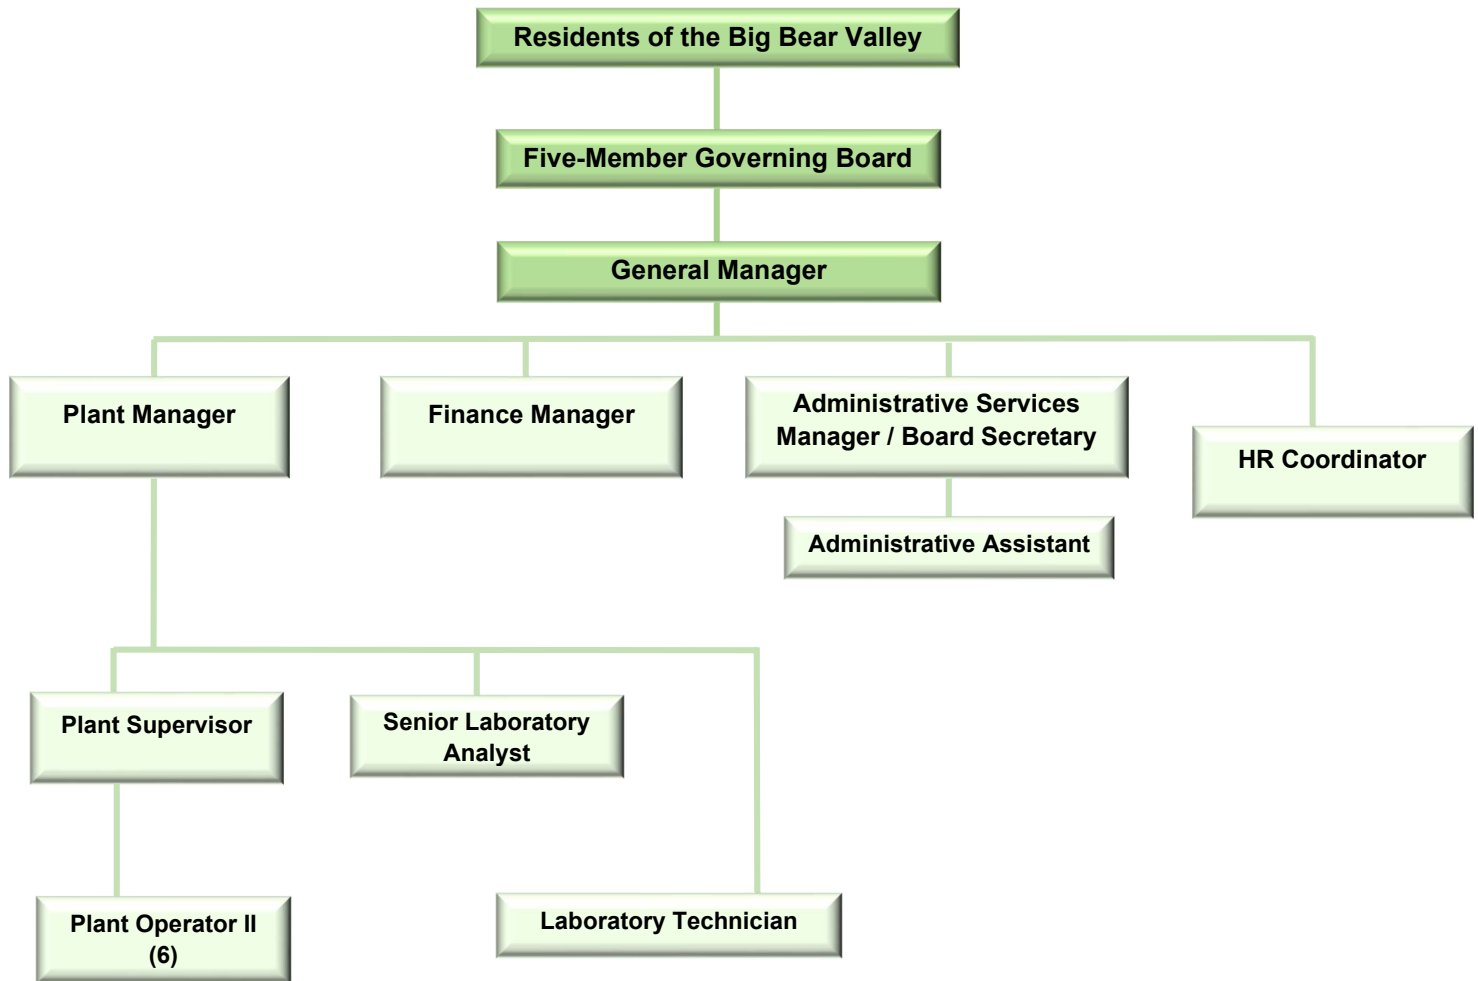 Residents of the Big Bear Valley
Five-Member Governing Board
General Manager
Plant Manager
Finance Manager
Administrative Services
Manager / Board Secretary
HR Coordinator
Administrative Assistant
Plant Supervisor
Senior Laboratory
Analyst
Plant Operator II
(6)
Laboratory Technician